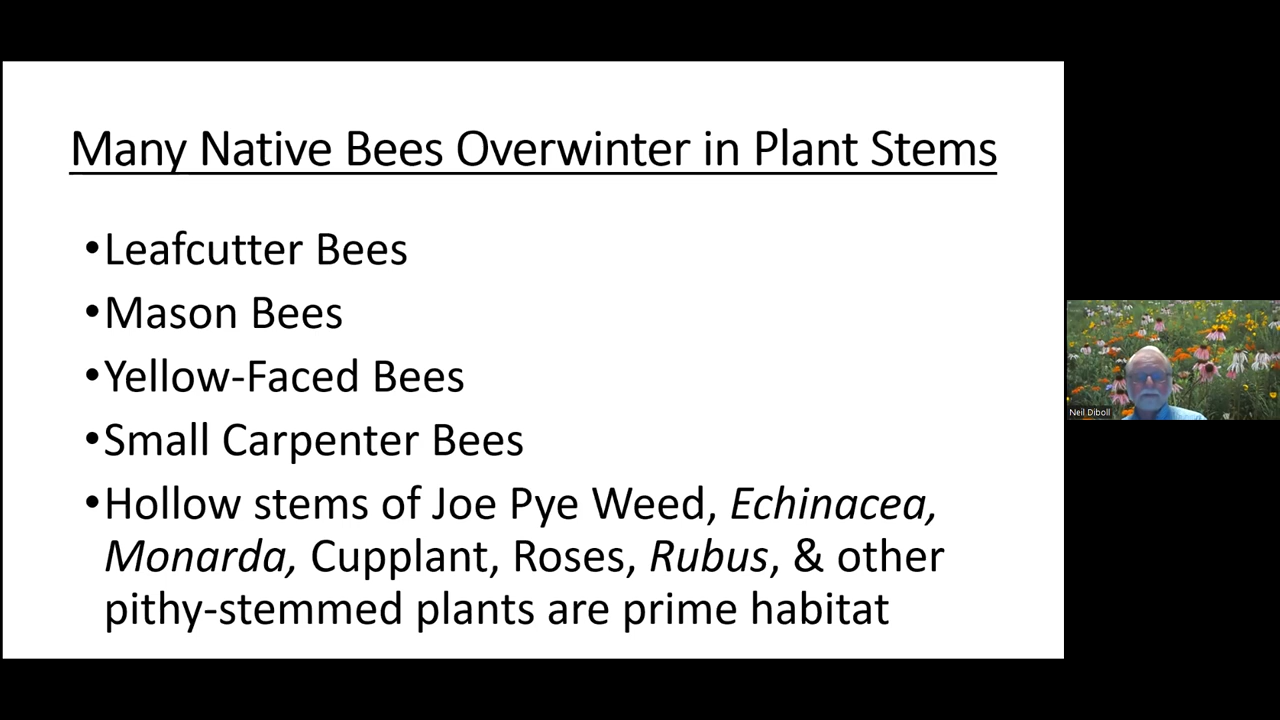 Many Native Bees Overwinter in Plant Stems
•Leafcutter Bees
•Mason Bees
•Yellow-Faced Bees
•Small Carpenter Bees
•Hollow stems of Joe Pye Weed, Echinacea,
Monarda, Cupplant, Roses, Rubus, & other
pithy-stemmed plants are prime habitat
Neil Diboll